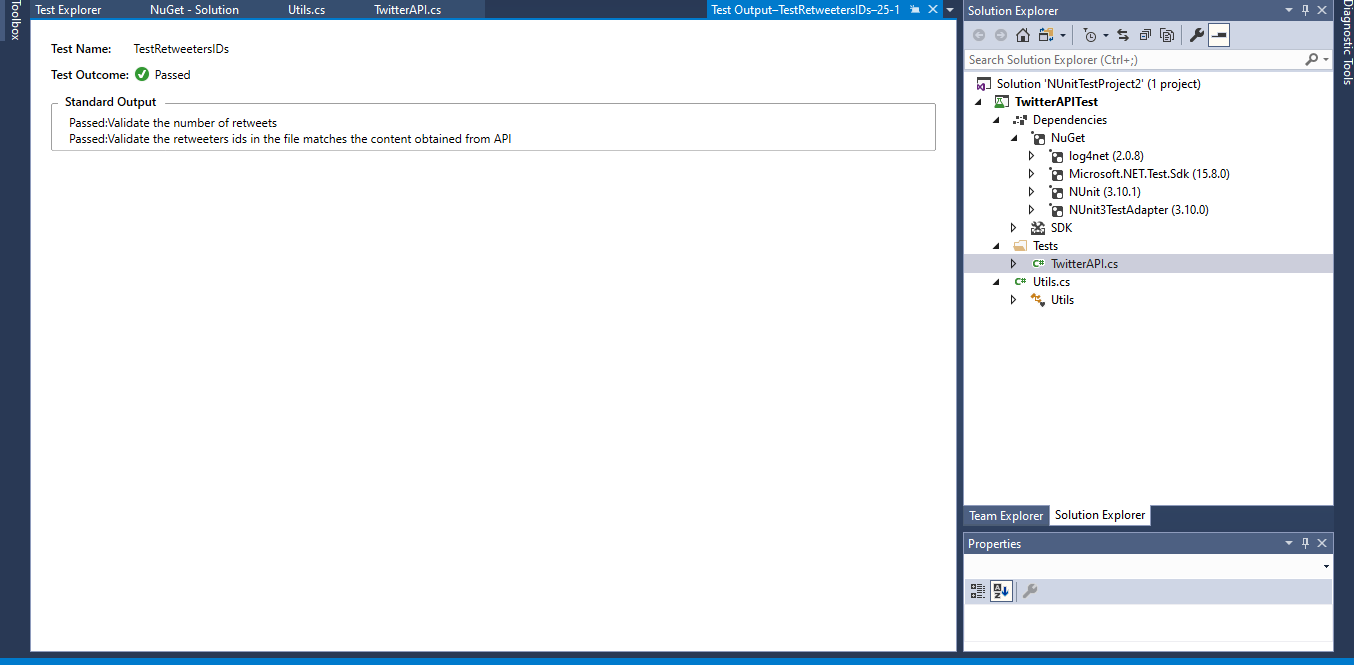 Toolbox
Test Explorer
NuGet - Solution
Utils.cs
TwitterAPI.cs
Test Output–TestRetweetersIDs–25-1
Test Name: TestRetweetersIDs
Test Outcome: Passed
Standard Output
Passed:Validate the number of retweets
Passed:Validate the retweeters ids in the file matches the content obtained from API
Solution Explorer
Search Solution Explorer (Ctrl+;)
Solution 'NUnitTestProject2' (1 project)
TwitterAPITest
Dependencies
NuGet
log4net (2.0.8)
Microsoft.NET.Test.Sdk (15.8.0)
NUnit (3.10.1)
NUnit3TestAdapter (3.10.0)
SDK
Tests
C# TwitterAPI.cs
C# Utils.cs
Utils
Team Explorer
Solution Explorer
Properties
Diagnostic Tools